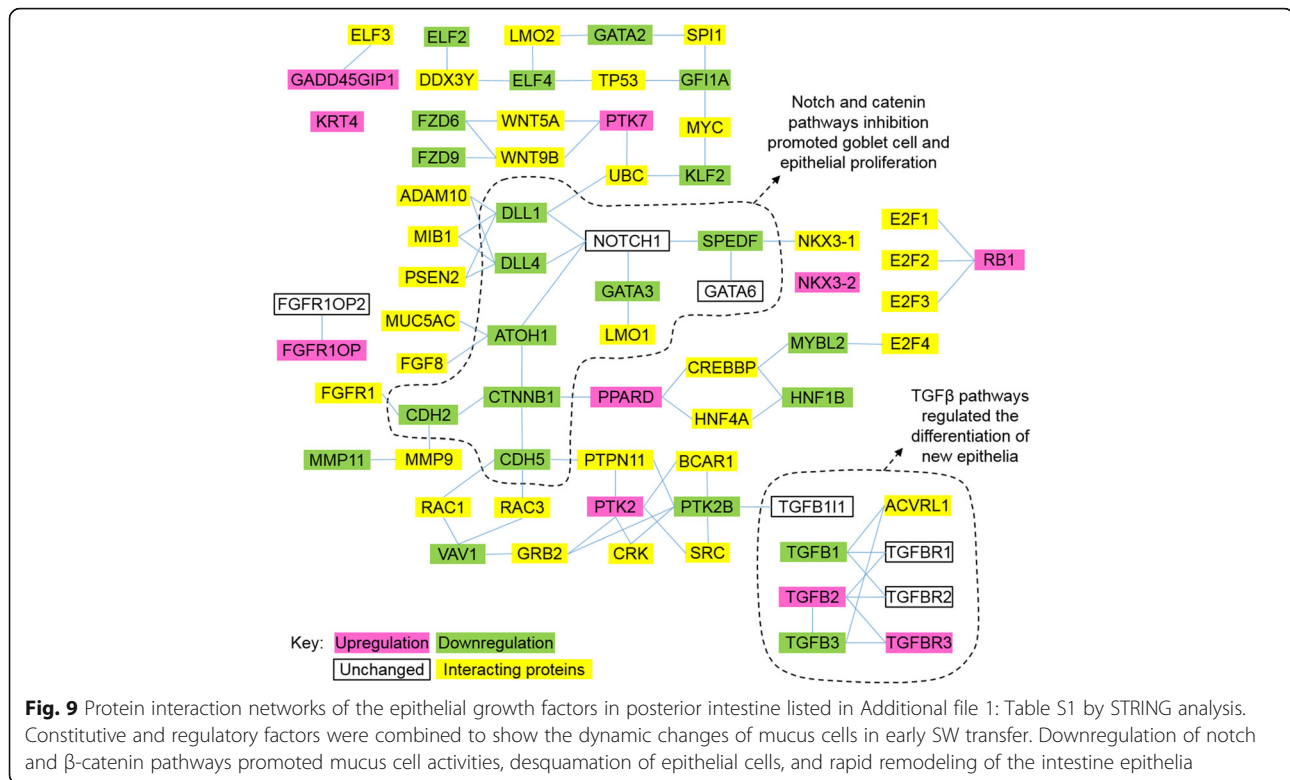 ELF3 ELF2 LMO2 GATA2 SPI1
GADD45GIP1 DDX3Y ELF4 TP53 GFI1A
KRT4 FZD6 WNT5A PTK7 MYC
FZD9 WNT9B UBC KLF2
Notch and catenin
pathways inhibition
promoted goblet cell and
epithelial proliferation
ADAM10 DLL1
MIB1 NOTCH1 SPEDF NKX3-1
PSEN2 DLL4 GATA3 GATA6 NKX3-2
E2F1
E2F2 RB1
E2F3
FGFR1OP2 MUC5AC ATOH1 LMO1
FGFR1OP FGF8
MYBL2 E2F4
CREBBP
FGFR1 CTNNB1 PPARD HNF1B
CDH2 HNF4A
TGFβ pathways
regulated the
differentiation of
new epithelia
MMP11 MMP9 CDH5 PTPN11 BCAR1
RAC1 RAC3 PTK2 PTK2B TGFB1I1 ACVRL1
VAV1 GRB2 CRK SRC TGFB1 TGFBR1
TGFB2 TGFBR2
TGFB3 TGFBR3
Key: Upregulation Downregulation
Unchanged Interacting proteins
Fig. 9 Protein interaction networks of the epithelial growth factors in posterior intestine listed in Additional file 1: Table S1 by STRING analysis.
Constitutive and regulatory factors were combined to show the dynamic changes of mucus cells in early SW transfer. Downregulation of notch
and β-catenin pathways promoted mucus cell activities, desquamation of epithelial cells, and rapid remodeling of the intestine epithelia